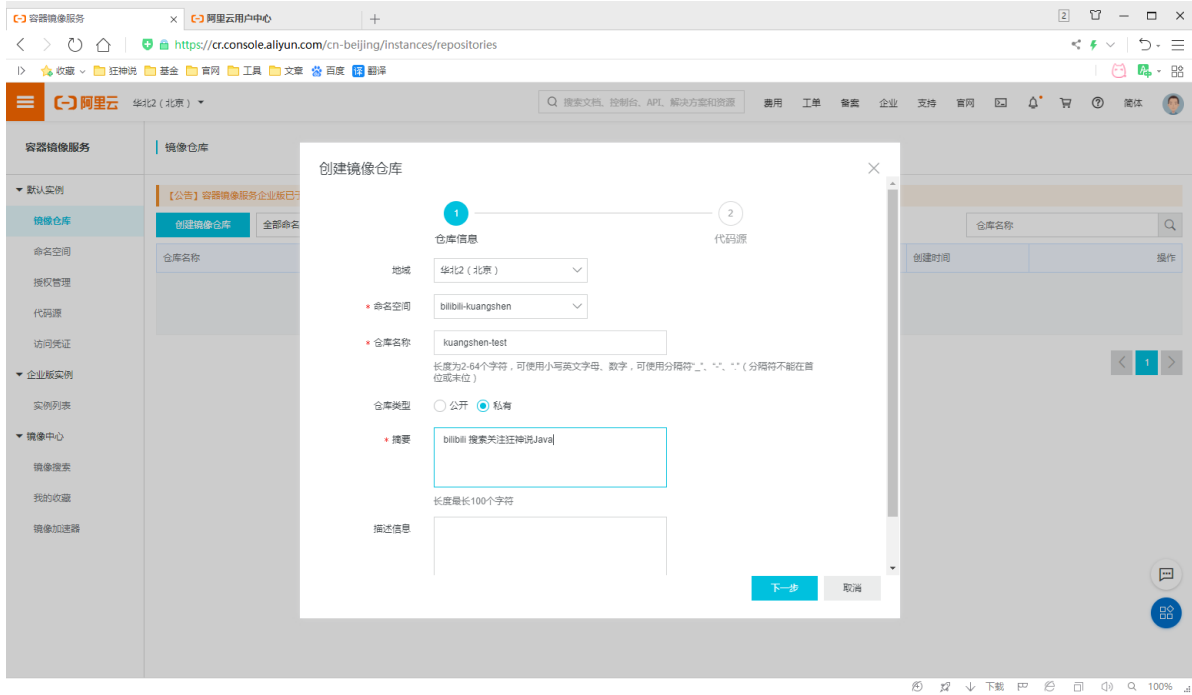 容器镜像服务
阿里云用户中心
2
https://cr.console.aliyun.com/cn-beijing/instances/repositories
收藏 狂神说 基金 官网 工具 文章 百度 译 翻译
阿里云 华北2（北京） 搜索文档、控制台、API、解决方案和资源 费用 工单 备案 企业 支持 官网 简体
容器镜像服务
镜像仓库
默认实例
镜像仓库
命名空间
授权管理
代码源
访问凭证
企业版实例
实例列表
镜像中心
镜像搜索
我的收藏
镜像加速器
【公告】容器镜像服务企业版已于
创建镜像仓库 全部命名
仓库名称
仓库名称 创建时间 操作
1
创建镜像仓库
1 2
仓库信息 代码源
地域 华北2（北京）
* 命名空间 bilibili-kuangshen
* 仓库名称 kuangshen-test
长度为2-64个字符，可使用小写英文字母、数字，可使用分隔符"_"、"-"、"."（分隔符不能在首
位或末位）
仓库类型 公开 私有
* 摘要 bilibili 搜索关注狂神说Java
长度最长100个字符
描述信息
下一步 取消
下载 100%